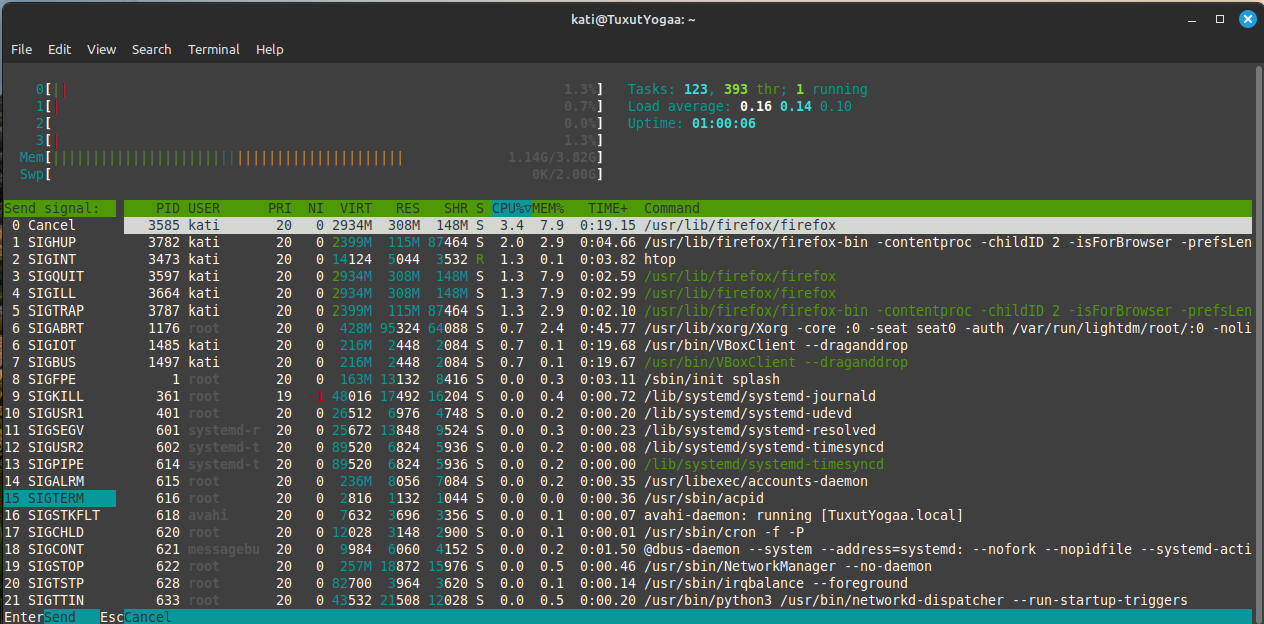 kati@TuxutYogaa: ~
File Edit View Search Terminal Help
0[|| 1.3%] Tasks: 123, 393 thr; 1 running
1[| 0.7%] Load average: 0.16 0.14 0.10
2[ 0.0%] Uptime: 01:00:06
3[| 1.3%]
Mem[||||||||||||||||||||||||||||||||||||||||||||| 1.14G/3.82G]
Swp[ 0K/2.00G]
Send signal: PID USER PRI NI VIRT RES SHR S CPU%▽MEM% TIME+ Command
0 Cancel 3585 kati 20 0 2934M 308M 148M S 3.4 7.9 0:19.15 /usr/lib/firefox/firefox
1 SIGHUP 3782 kati 20 0 2399M 115M 87464 S 2.0 2.9 0:04.66 /usr/lib/firefox/firefox-bin -contentproc -childID 2 -isForBrowser -prefsLen
2 SIGINT 3473 kati 20 0 14124 5044 3532 R 1.3 0.1 0:03.82 htop
3 SIGQUIT 3597 kati 20 0 2934M 308M 148M S 1.3 7.9 0:02.59 /usr/lib/firefox/firefox
4 SIGILL 3664 kati 20 0 2934M 308M 148M S 1.3 7.9 0:02.99 /usr/lib/firefox/firefox
5 SIGTRAP 3787 kati 20 0 2399M 115M 87464 S 1.3 2.9 0:02.10 /usr/lib/firefox/firefox-bin -contentproc -childID 2 -isForBrowser -prefsLen
6 SIGABRT 1176 root 20 0 428M 95324 64088 S 0.7 2.4 0:45.77 /usr/lib/xorg/Xorg -core :0 -seat seat0 -auth /var/run/lightdm/root/:0 -noli
6 SIGIOT 1485 kati 20 0 216M 2448 2084 S 0.7 0.1 0:19.68 /usr/bin/VBoxClient --draganddrop
7 SIGBUS 1497 kati 20 0 216M 2448 2084 S 0.7 0.1 0:19.67 /usr/bin/VBoxClient --draganddrop
8 SIGFPE 1 root 20 0 163M 13132 8416 S 0.0 0.3 0:03.11 /sbin/init splash
9 SIGKILL 361 root 19 -1 48016 17492 16204 S 0.0 0.4 0:00.72 /lib/systemd/systemd-journald
10 SIGUSR1 401 root 20 0 26512 6976 4748 S 0.0 0.2 0:00.20 /lib/systemd/systemd-udevd
11 SIGSEGV 601 systemd-r 20 0 25672 13848 9524 S 0.0 0.3 0:00.23 /lib/systemd/systemd-resolved
12 SIGUSR2 602 systemd-t 20 0 89520 6824 5936 S 0.0 0.2 0:00.08 /lib/systemd/systemd-timesyncd
13 SIGPIPE 614 systemd-t 20 0 89520 6824 5936 S 0.0 0.2 0:00.00 /lib/systemd/systemd-timesyncd
14 SIGALRM 615 root 20 0 236M 8056 7084 S 0.0 0.2 0:00.35 /usr/libexec/accounts-daemon
15 SIGTERM 616 root 20 0 2816 1132 1044 S 0.0 0.0 0:00.36 /usr/sbin/acpid
16 SIGSTKFLT 618 avahi 20 0 7632 3696 3356 S 0.0 0.1 0:00.07 avahi-daemon: running [TuxutYogaa.local]
17 SIGCHLD 620 root 20 0 12028 3148 2900 S 0.0 0.1 0:00.01 /usr/sbin/cron -f -P
18 SIGCONT 621 messagebu 20 0 9984 6060 4152 S 0.0 0.2 0:01.50 @dbus-daemon --system --address=systemd: --nofork --nopidfile --systemd-acti
19 SIGSTOP 622 root 20 0 257M 18872 15976 S 0.0 0.5 0:00.46 /usr/sbin/NetworkManager --no-daemon
20 SIGTSTP 628 root 20 0 82700 3964 3620 S 0.0 0.1 0:00.14 /usr/sbin/irqbalance --foreground
21 SIGTTIN 633 root 20 0 43532 21508 12028 S 0.0 0.5 0:00.20 /usr/bin/python3 /usr/bin/networkd-dispatcher --run-startup-triggers
EnterSend EscCancel